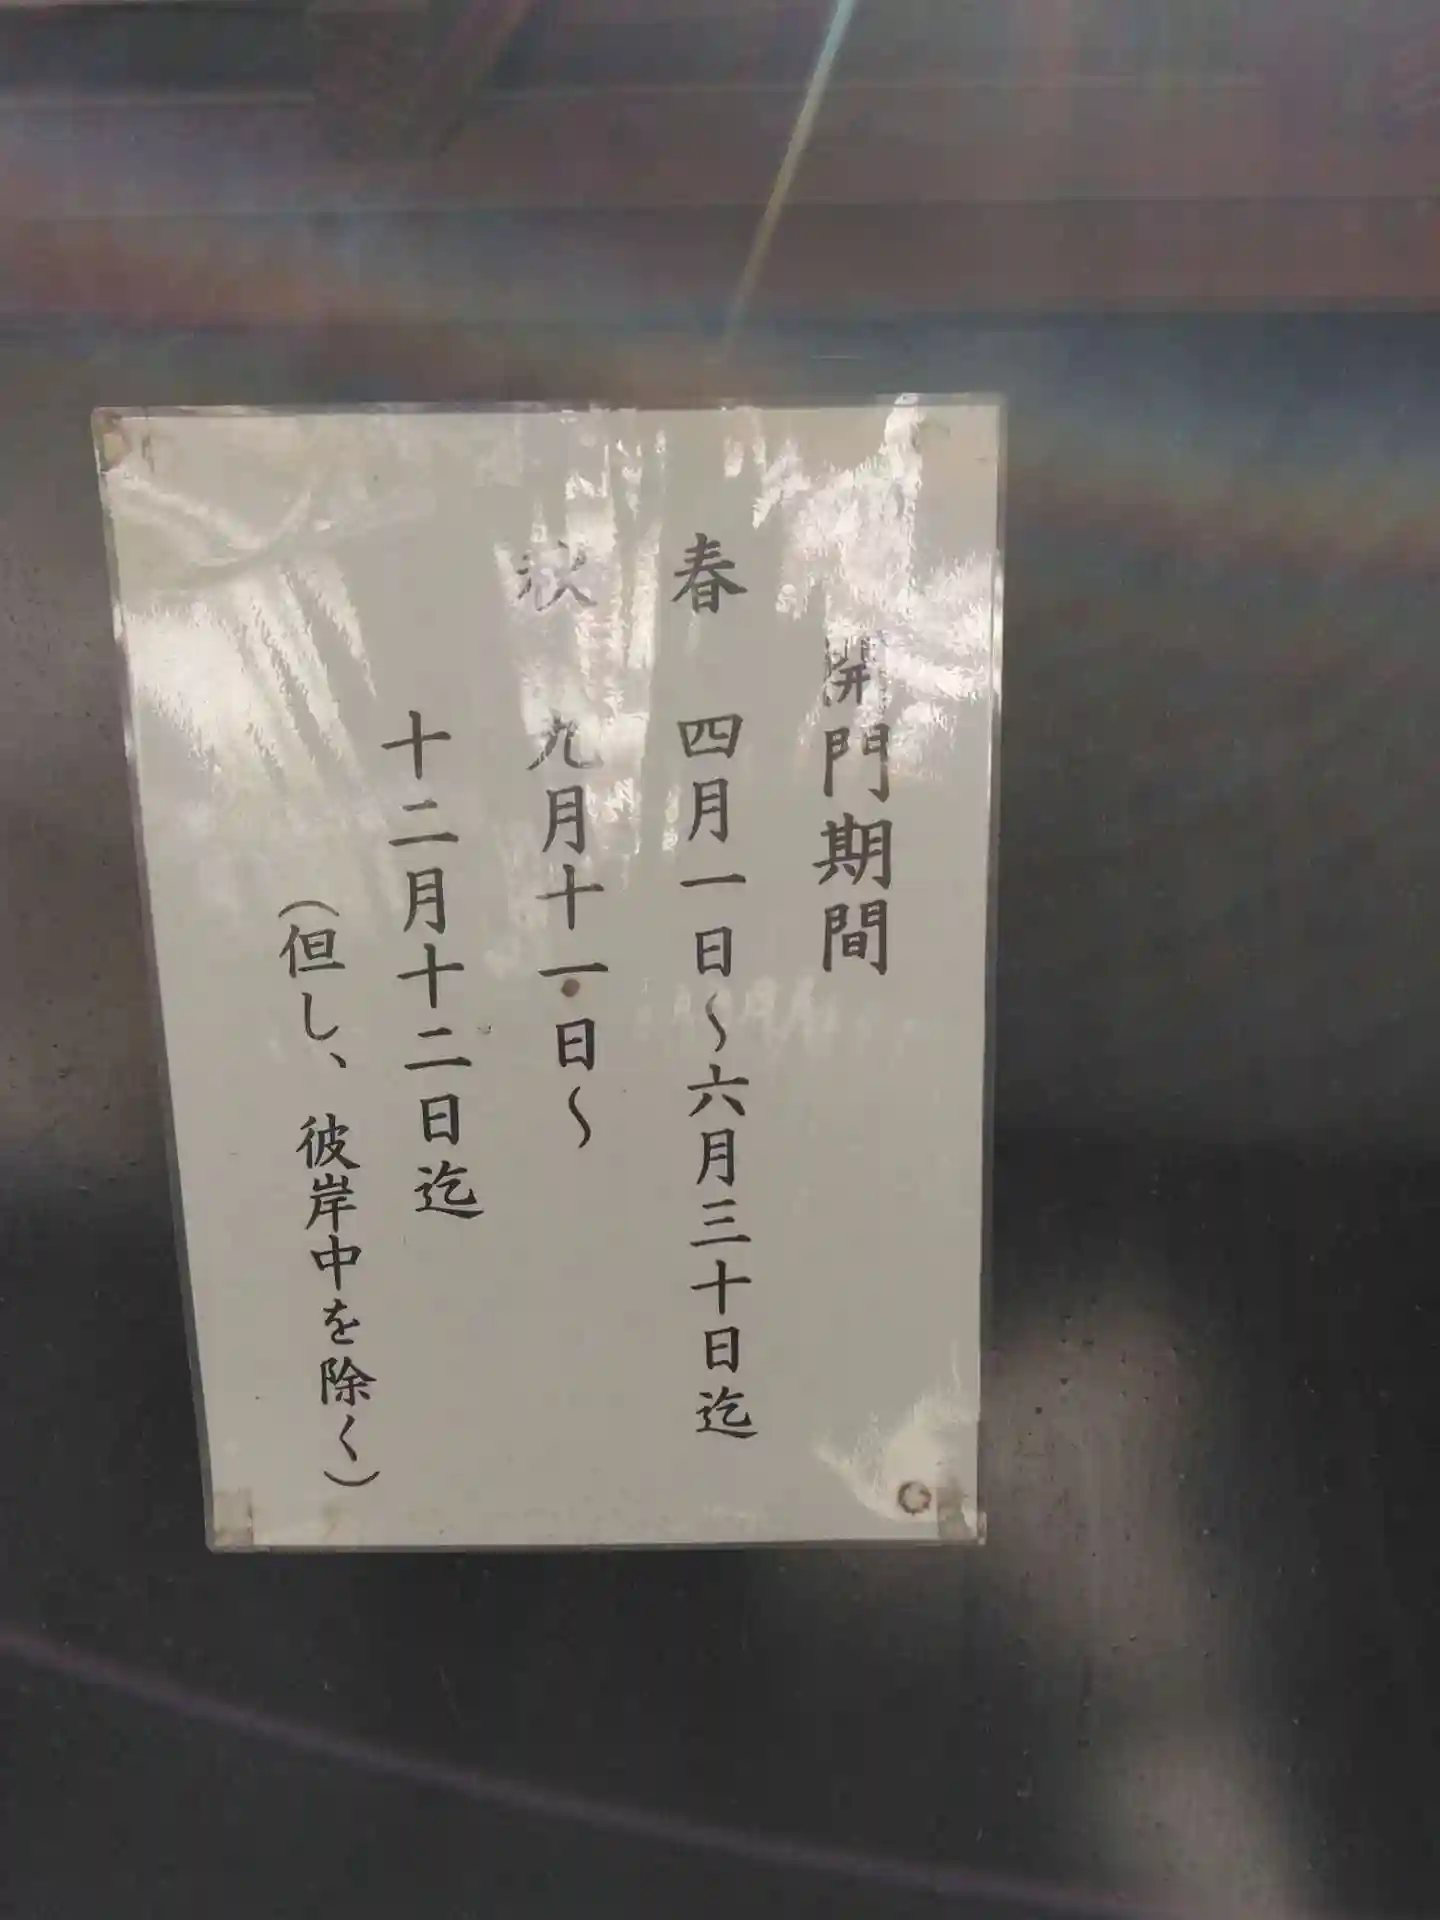 開門期間
春 四月一日〜六月三十日迄
秋 九月十一日〜
十二月十二日迄
(但し、彼岸中を除く)